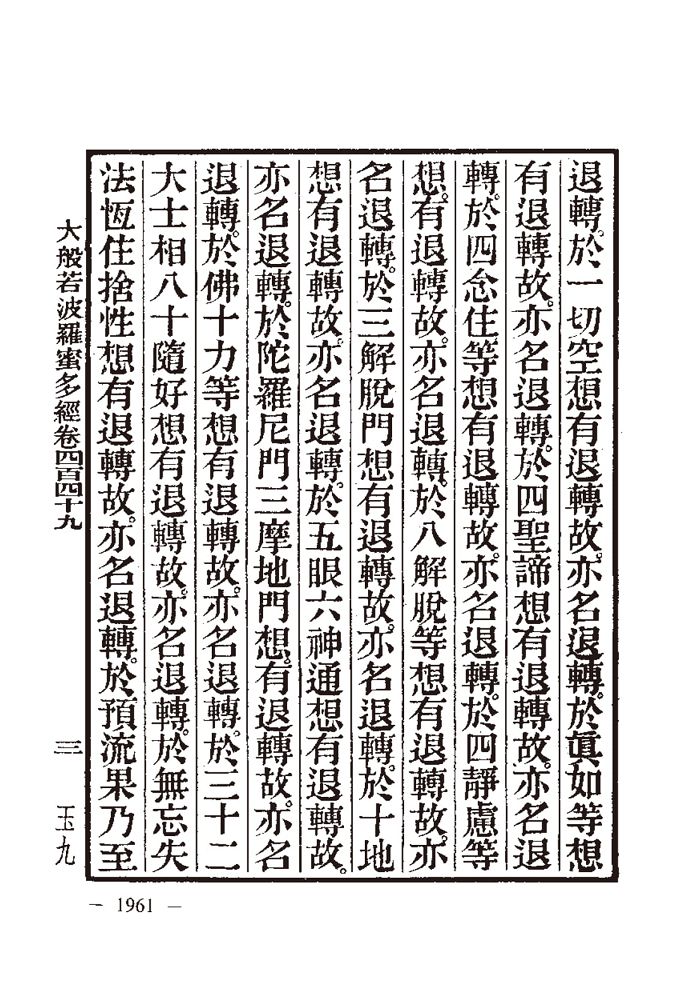 退轉。於一切空想有退轉故。亦名退轉。於眞如等想
有退轉故。亦名退轉。於四聖諦想有退轉故。亦名退
轉。於四念住等想有退轉故。亦名退轉。於四靜慮等
想。有退轉故。亦名退轉。於八解脫等想有退轉故。亦
名退轉。於三解脫門想有退轉故。亦名退轉。於十地
想有退轉故。亦名退轉。於五眼六神通想有退轉故。
亦名退轉。於陀羅尼門三摩地門想。有退轉故。亦名
退轉。於佛十力等想有退轉故。亦名退轉。於三十二
大士相八十隨好想有退轉故。亦名退轉。於無忘失
法恆住捨性想有退轉故。亦名退轉。於預流果乃至
大般若波羅蜜多經卷四百四十九 三 玉九
— 1961 —